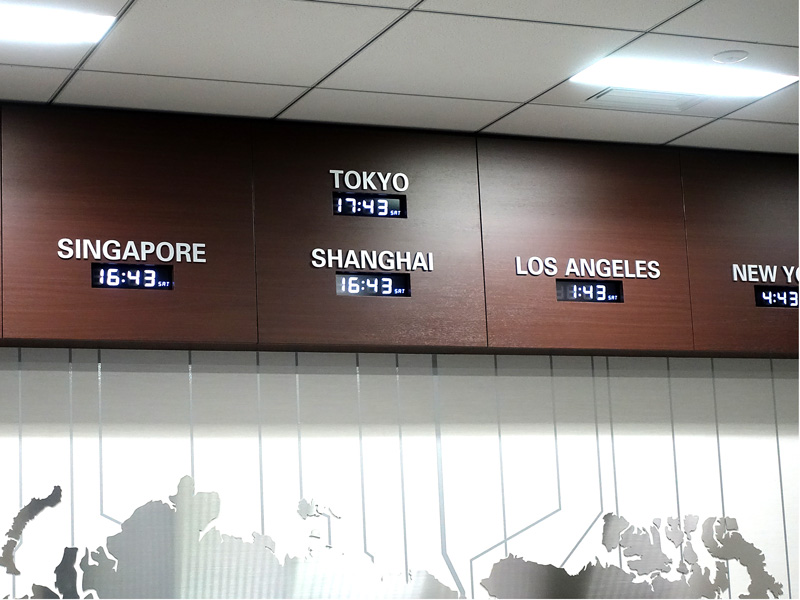 TOKYO
17:43 SAT
SINGAPORE
16:43 SAT
SHANGHAI
16:43 SAT
LOS ANGELES
1:43 SAT
NEW YO
4:43